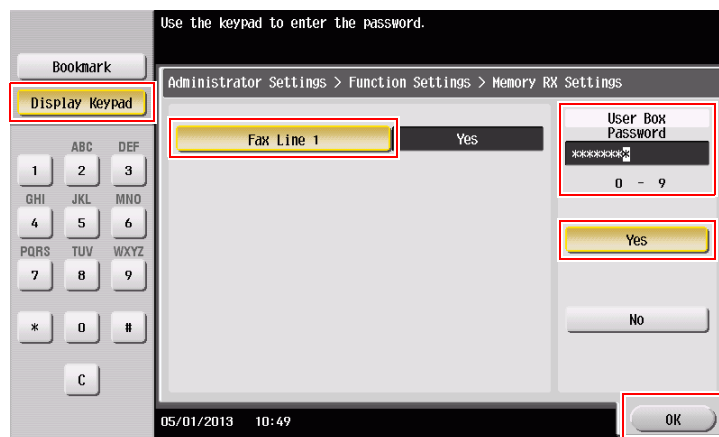 Use the keypad to enter the password.
Bookmark
Display Keypad
Administrator Settings > Function Settings > Memory RX Settings
Fax Line 1
Yes
User Box
Password
********
0 - 9
Yes
No
ABC DEF
1 2 3
GHI JKL MNO
4 5 6
PQRS TUV WXYZ
7 8 9
* 0 #
C
05/01/2013 10:49
OK